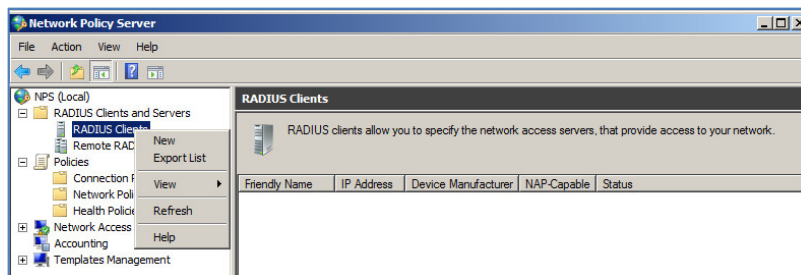 Network Policy Server
File Action View Help
NPS (Local)
RADIUS Clients and Servers
RADIUS Clients
Remote RAD
Policies
Connection
Network Poli
Health Policie
Network Access
Accounting
Templates Management
New
Export List
View
Refresh
Help
RADIUS Clients
RADIUS clients allow you to specify the network access servers, that provide access to your network.
Friendly Name IP Address Device Manufacturer NAP-Capable Status